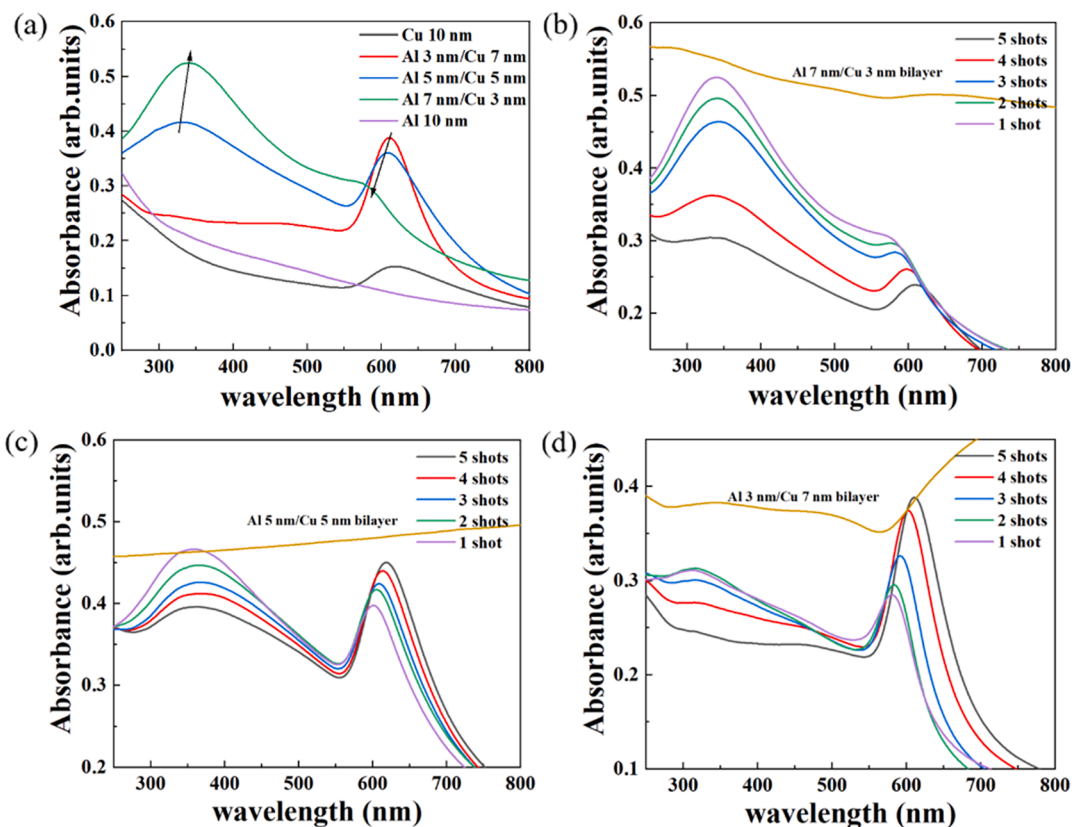 (a)
Absorbance (arb.units)
0.6
0.5
0.4
0.3
0.2
0.1
0.0
Cu 10 nm
Al 3 nm/Cu 7 nm
Al 5 nm/Cu 5 nm
Al 7 nm/Cu 3 nm
Al 10 nm
300 400 500 600 700 800
wavelength (nm)
(b)
Absorbance (arb.units)
0.6
0.5
0.4
0.3
0.2
5 shots
4 shots
3 shots
2 shots
1 shot
Al 7 nm/Cu 3 nm bilayer
300 400 500 600 700 800
wavelength (nm)
(c)
Absorbance (arb.units)
0.6
0.5
0.4
0.3
0.2
5 shots
4 shots
3 shots
2 shots
1 shot
Al 5 nm/Cu 5 nm bilayer
300 400 500 600 700 800
wavelength (nm)
(d)
Absorbance (arb.units)
0.4
0.3
0.2
0.1
5 shots
4 shots
3 shots
2 shots
1 shot
Al 3 nm/Cu 7 nm bilayer
300 400 500 600 700 800
wavelength (nm)